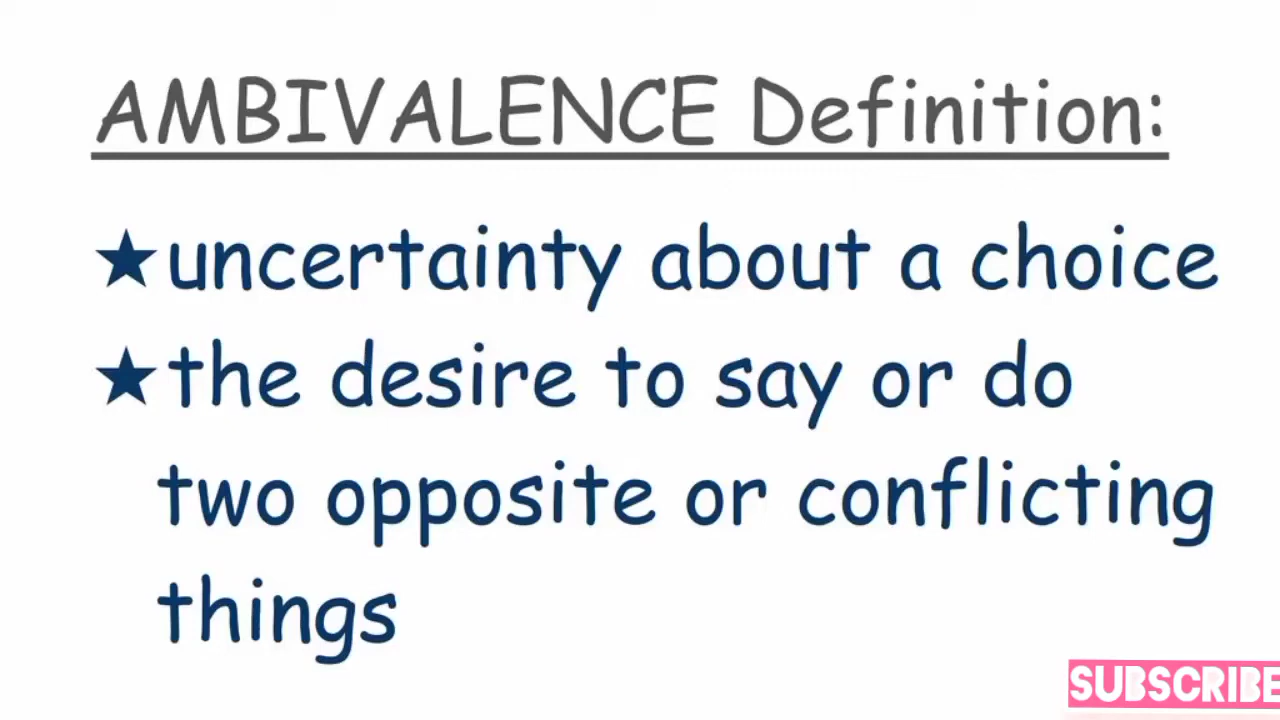 AMBIVALENCE Definition:
★uncertainty about a choice
★the desire to say or do
two opposite or conflicting
things
SUBSCRIBE